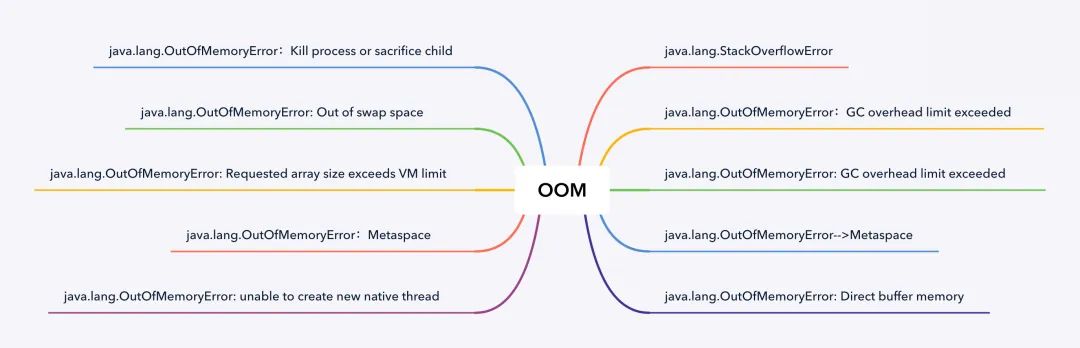 java.lang.OutOfMemoryError：Kill process or sacrifice child
java.lang.OutOfMemoryError: Out of swap space
java.lang.OutOfMemoryError: Requested array size exceeds VM limit
java.lang.OutOfMemoryError：Metaspace
java.lang.OutOfMemoryError: unable to create new native thread
OOM
java.lang.StackOverflowError
java.lang.OutOfMemoryError：GC overhead limit exceeded
java.lang.OutOfMemoryError: GC overhead limit exceeded
java.lang.OutOfMemoryError-->Metaspace
java.lang.OutOfMemoryError: Direct buffer memory